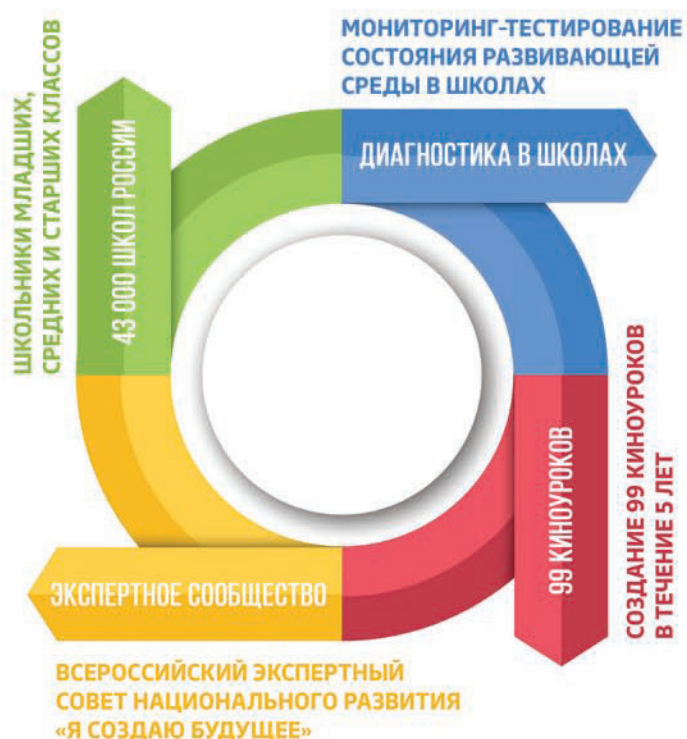 МОНИТОРИНГ-ТЕСТИРОВАНИЕ
СОСТОЯНИЯ РАЗВИВАЮЩЕЙ
СРЕДЫ В ШКОЛАХ
ДИАГНОСТИКА В ШКОЛАХ
ШКОЛЬНИКИ МЛАДШИХ,
СРЕДНИХ И СТАРШИХ КЛАССОВ
43 000 ШКОЛ РОССИИ
99 КИНОУРОКОВ
СОЗДАНИЕ 99 КИНОУРОКОВ
В ТЕЧЕНИЕ 5 ЛЕТ
ЭКСПЕРТНОЕ СООБЩЕСТВО
ВСЕРОССИЙСКИЙ ЭКСПЕРТНЫЙ
СОВЕТ НАЦИОНАЛЬНОГО РАЗВИТИЯ
«Я СОЗДАЮ БУДУЩЕЕ»